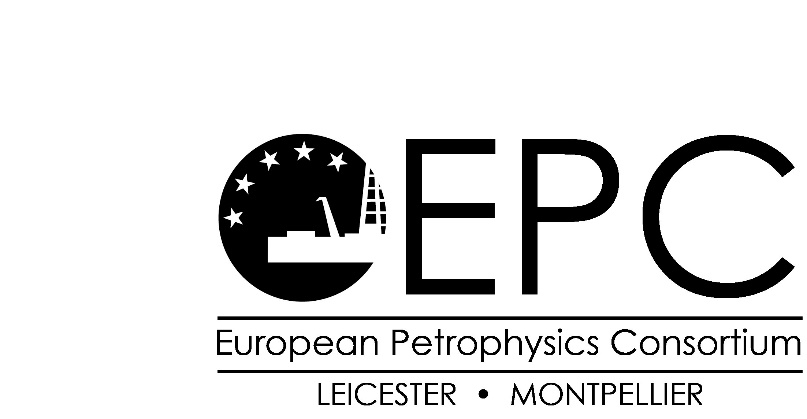 EPC
European Petrophysics Consortium
LEICESTER • MONTPELLIER